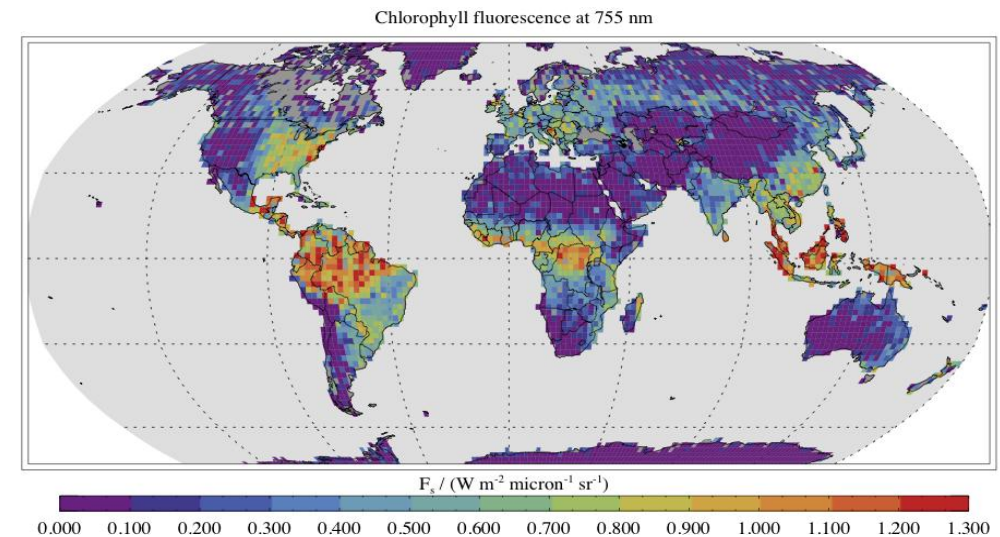 Chlorophyll fluorescence at 755 nm
Fₛ / (W m⁻² micron⁻¹ sr⁻¹)
0.000 0.100 0.200 0.300 0.400 0.500 0.600 0.700 0.800 0.900 1.000 1.100 1.200 1.300